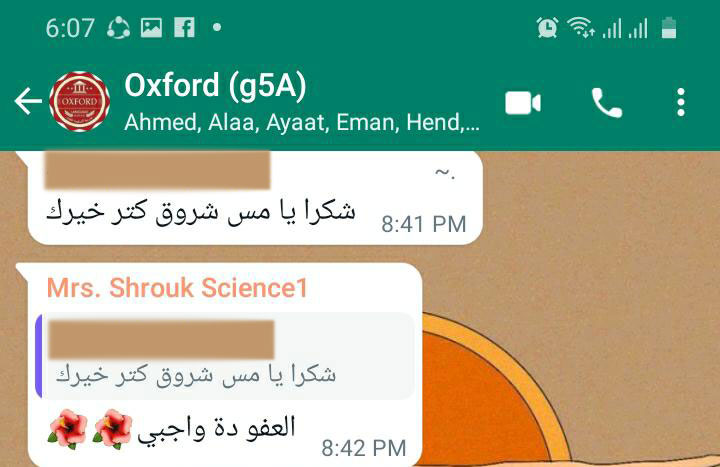 6:07
Oxford (g5A)
OXFORD
Ahmed, Alaa, Ayaat, Eman, Hend,...
~.
شكرا يا مس شروق كتر خيرك
8:41 PM
Mrs. Shrouk Science1
شكرا يا مس شروق كتر خيرك
العفو دة واجبي🌺🌺
8:42 PM